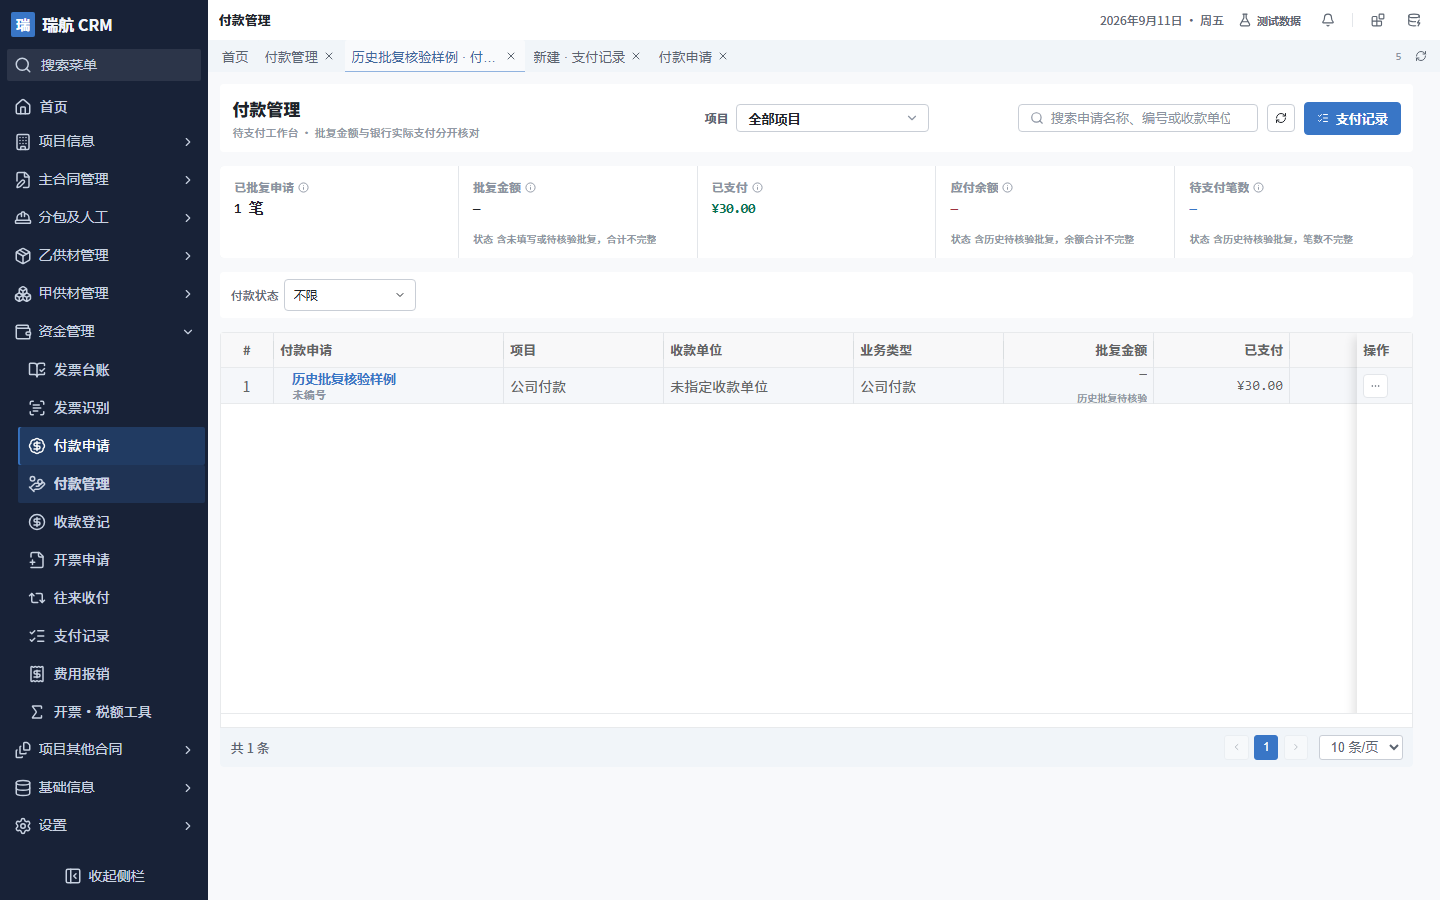 瑞 瑞航 CRM
搜索菜单
首页
项目信息
主合同管理
分包及人工
乙供材管理
甲供材管理
资金管理
发票台账
发票识别
付款申请
付款管理
收款登记
开票申请
往来收付
支付记录
费用报销
开票・税额工具
项目其他合同
基础信息
设置
收起侧栏
付款管理
2026年9月11日 · 周五 测试数据
首页 付款管理 历史批复核验样例 · 付... 新建 · 支付记录 付款申请 5
付款管理
待支付工作台 · 批复金额与银行实际支付分开核对
项目 全部项目 搜索申请名称、编号或收款单位 支付记录
已批复申请 批复金额 已支付 应付余额 待支付笔数
1 笔 — ¥30.00 — —
状态 含未填写或待核验批复，合计不完整 状态 含历史待核验批复，余额合计不完整 状态 含历史待核验批复，笔数不完整
付款状态 不限
# 付款申请 项目 收款单位 业务类型 批复金额 已支付 操作
1 历史批复核验样例 公司付款 未指定收款单位 公司付款 — ¥30.00 ...
未编号 历史批复待核验
共 1 条 1 10 条/页